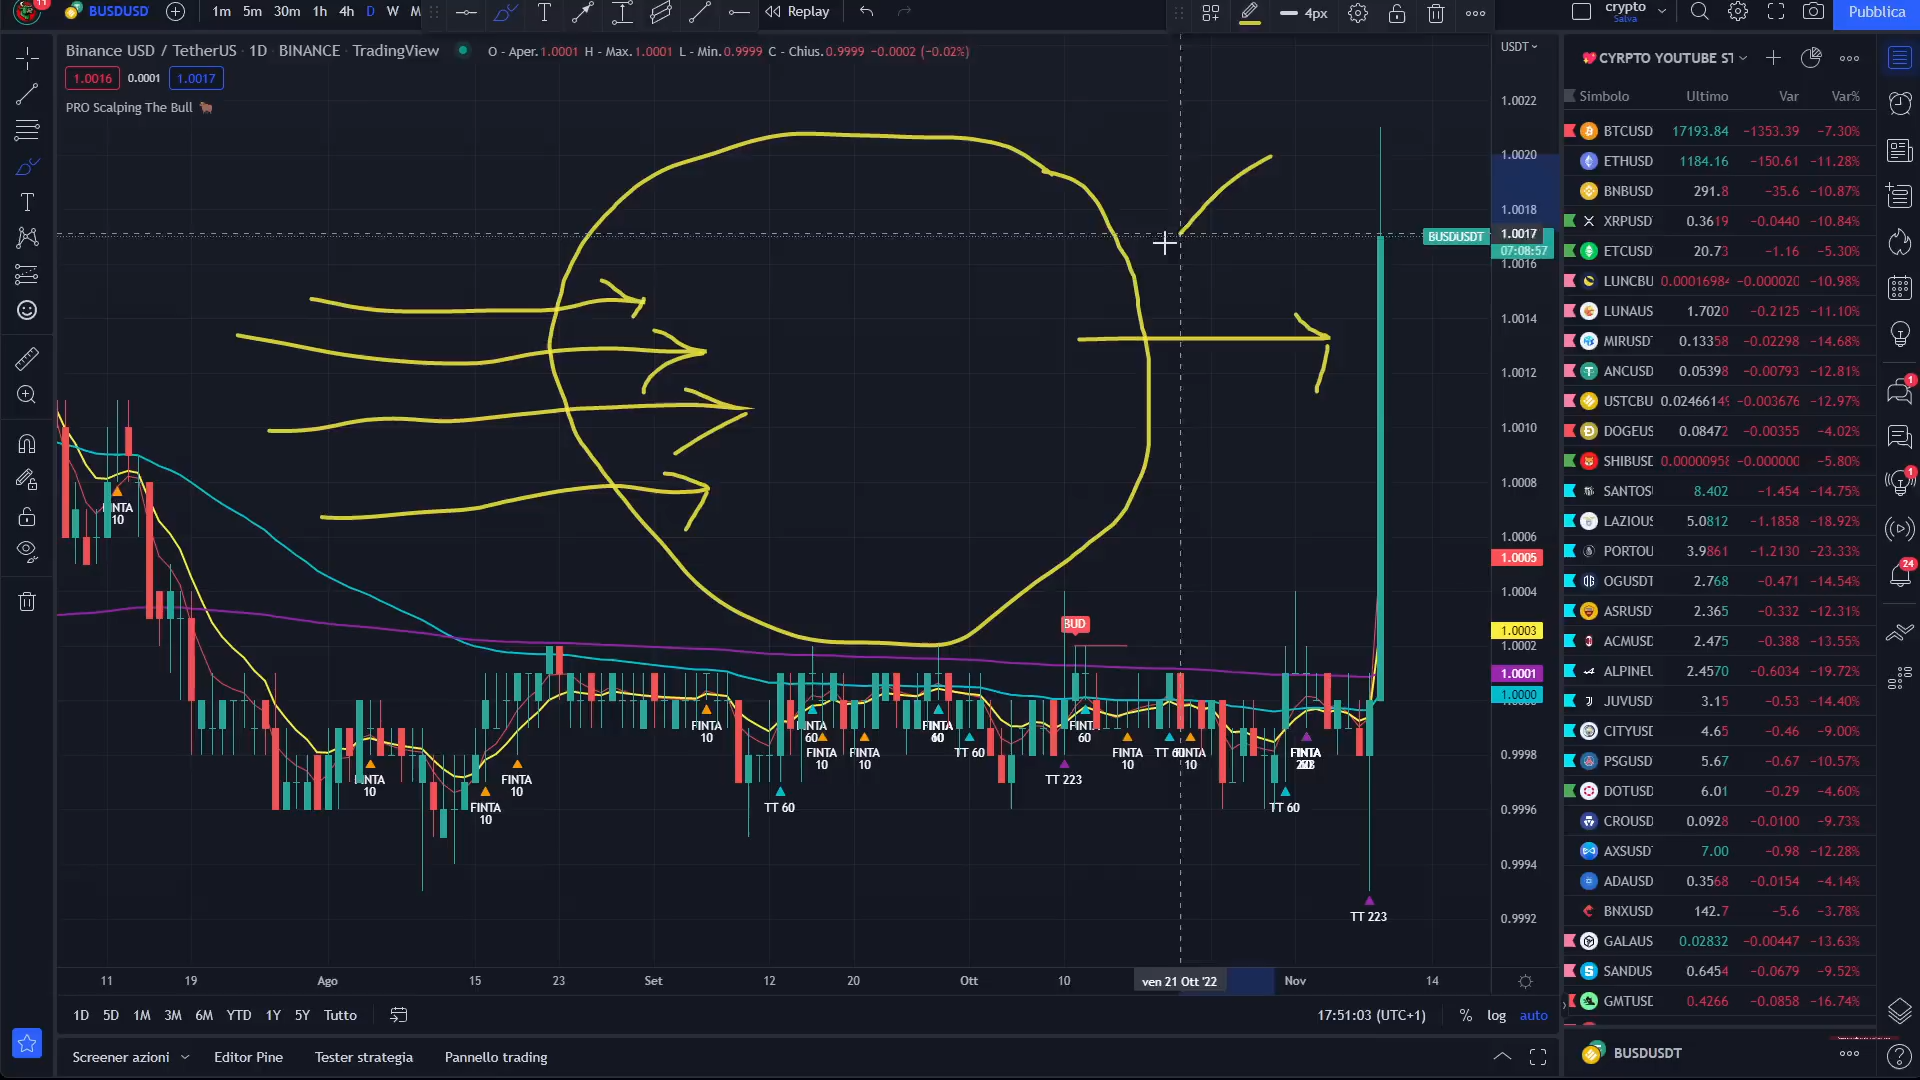 11
BUSDUSDT
1m 5m 30m 1h 4h D W M
Replay
4px
crypto
Salva
Pubblica
Binance USD / TetherUS · 1D · BINANCE · TradingView
O - Aper.1.0001 H - Max.1.0001 L - Min.0.9999 C - Chius.0.9999 −0.0002 (−0.02%)
1.0016 0.0001 1.0017
PRO Scalping The Bull
USDT
1.0022
1.0020
1.0018
BUSDUSDT 1.0017
07:08:57
1.0016
1.0014
1.0012
1.0010
1.0008
1.0006
1.0005
1.0004
1.0003
1.0002
1.0001
1.0000
0.9998
0.9996
0.9994
0.9992
FINTA
10
BUD
FINTA
10
FINTA
10
FINTA
10
FINTA
10
TT 60
FINTA
60
FINTA
10
FINTA
10
TT 60
TT 223
FINTA
60
FINTA
10
TT 60
FINTA
10
TT 60
FINTA
TT 223
11 19 Ago 15 23 Set 12 20 Ott 10 ven 21 Ott '22 Nov 14
1D 5D 1M 3M 6M YTD 1Y 5Y Tutto
17:51:03 (UTC+1) % log auto
Screener azioni Editor Pine Tester strategia Pannello trading
CYRPTO YOUTUBE ST
Simbolo Ultimo Var Var%
BTCUSD 17193.84 −1353.39 −7.30%
ETHUSD 1184.16 −150.61 −11.28%
BNBUSD 291.8 −35.6 −10.87%
XRPUSD 0.3619 −0.0440 −10.84%
ETCUSD 20.73 −1.16 −5.30%
LUNCBU 0.00016984 −0.000020 −10.98%
LUNAUS 1.7020 −0.2125 −11.10%
MIRUSD 0.13358 −0.02298 −14.68%
ANCUSD 0.05398 −0.00793 −12.81%
USTCBU 0.02466149 −0.003676 −12.97%
DOGEUS 0.08472 −0.00355 −4.02%
SHIBUSD 0.00000958 −0.000000 −5.80%
SANTOS 8.402 −1.454 −14.75%
LAZIOUS 5.0812 −1.1858 −18.92%
PORTOU 3.9861 −1.2130 −23.33%
OGUSDT 2.768 −0.471 −14.54%
ASRUSD 2.365 −0.332 −12.31%
ACMUSD 2.475 −0.388 −13.55%
ALPINEU 2.4570 −0.6034 −19.72%
JUVUSD 3.15 −0.53 −14.40%
CITYUSD 4.65 −0.46 −9.00%
PSGUSD 5.67 −0.67 −10.57%
DOTUSD 6.01 −0.29 −4.60%
CROUSD 0.0928 −0.0100 −9.73%
AXSUSD 7.00 −0.98 −12.28%
ADAUSD 0.3568 −0.0154 −4.14%
BNXUSD 142.7 −5.6 −3.78%
GALAUS 0.02832 −0.00447 −13.63%
SANDUS 0.6454 −0.0679 −9.52%
GMTUSD 0.4266 −0.0858 −16.74%
BUSDUSDT
1
1
24